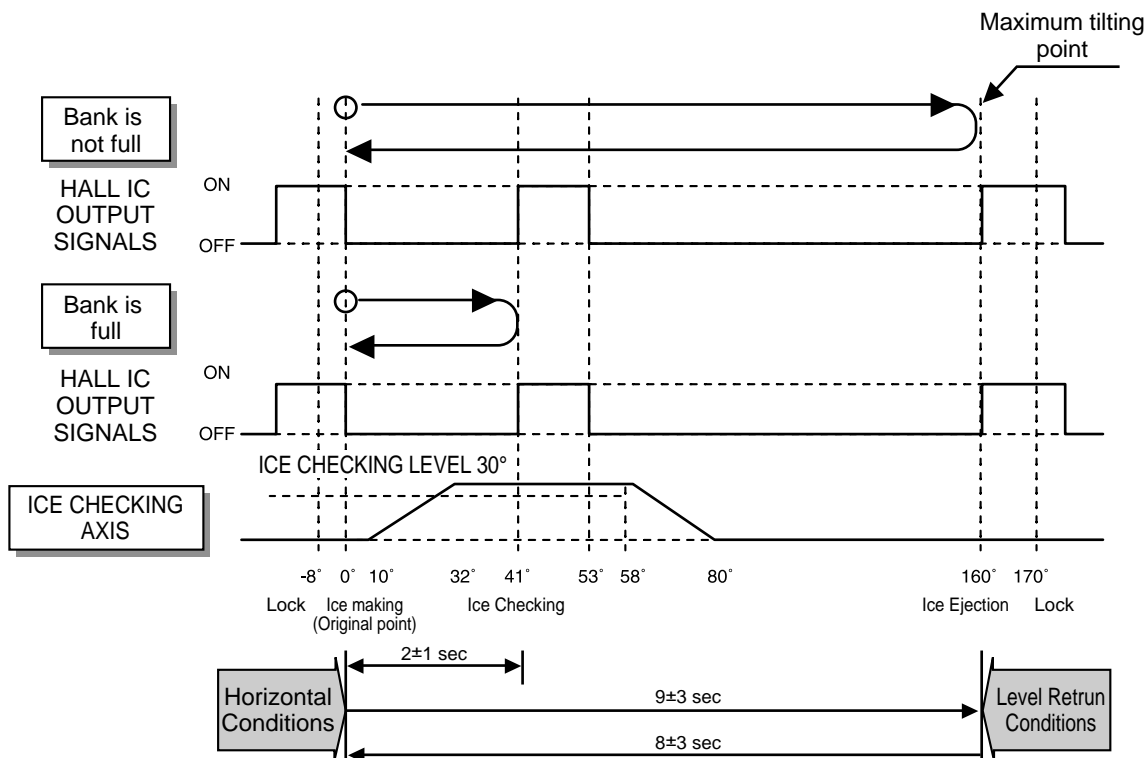 Maximum tilting
point
Bank is
not full
HALL IC
OUTPUT
SIGNALS
ON
OFF
Bank is
full
HALL IC
OUTPUT
SIGNALS
ON
OFF
ICE CHECKING LEVEL 30°
ICE CHECKING
AXIS
-8° 0° 10° 32° 41° 53° 58° 80° 160° 170°
Lock Ice making Ice Checking Ice Ejection Lock
(Original point)
2±1 sec
Horizontal
Conditions
9±3 sec
Level Retrun
Conditions
8±3 sec